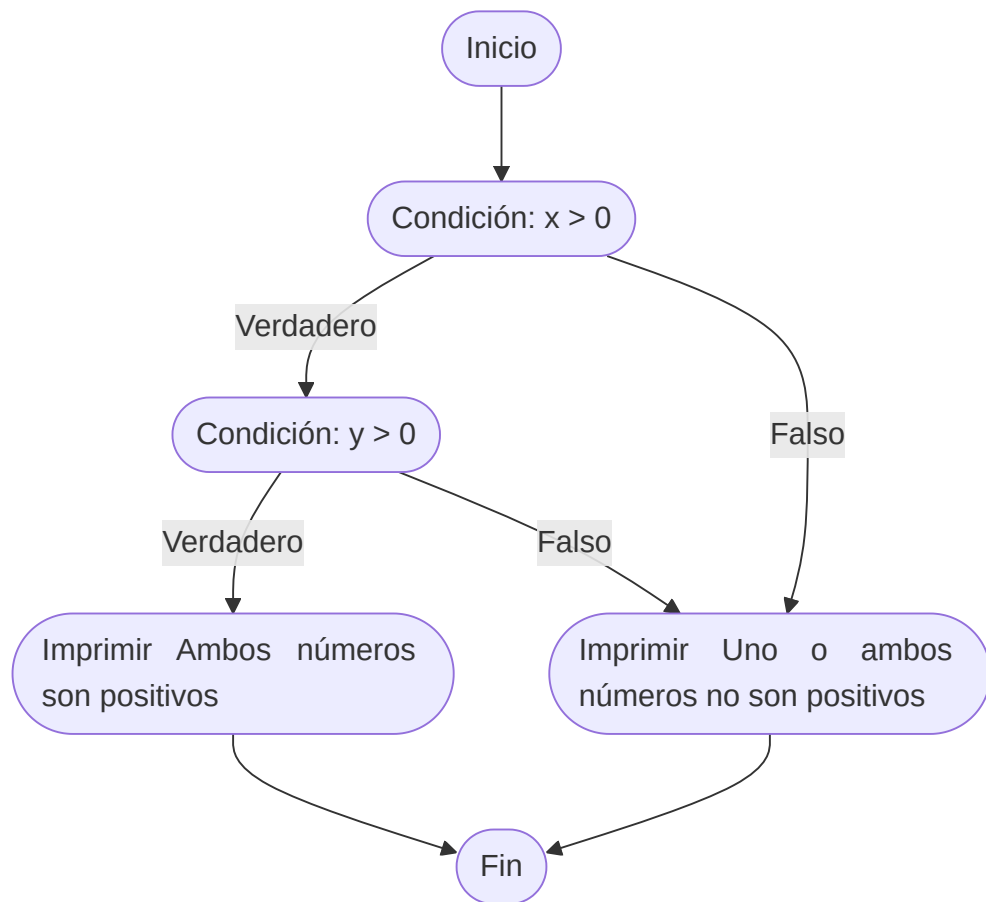 Inicio
Condición: x > 0
Verdadero
Condición: y > 0
Falso
Verdadero
Falso
Imprimir Ambos números
son positivos
Imprimir Uno o ambos
números no son positivos
Fin